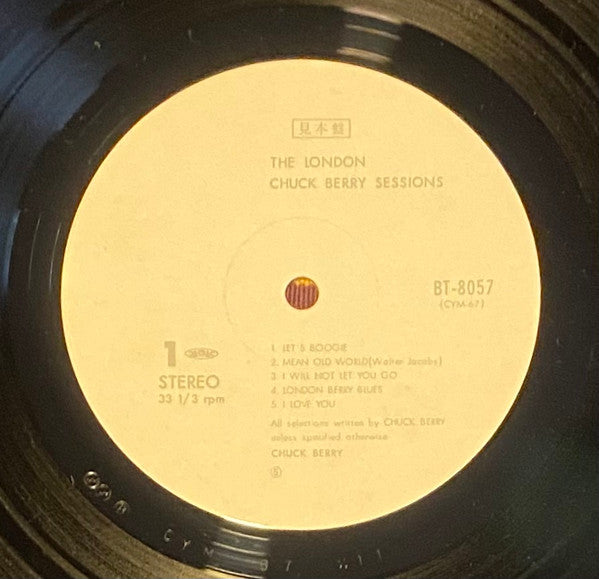 見本盤
THE LONDON
CHUCK BERRY SESSIONS
BT-8057
(CYM-67)
1. LET'S BOOGIE
2. MEAN OLD WORLD(Walter Jacobs)
3. I WILL NOT LET YOU GO
4. LONDON BERRY BLUES
5. I LOVE YOU
1
STEREO
33 1/3 rpm
All selections written by CHUCK BERRY
unless specified otherwise
CHUCK BERRY
Ⓢ
CYM 67